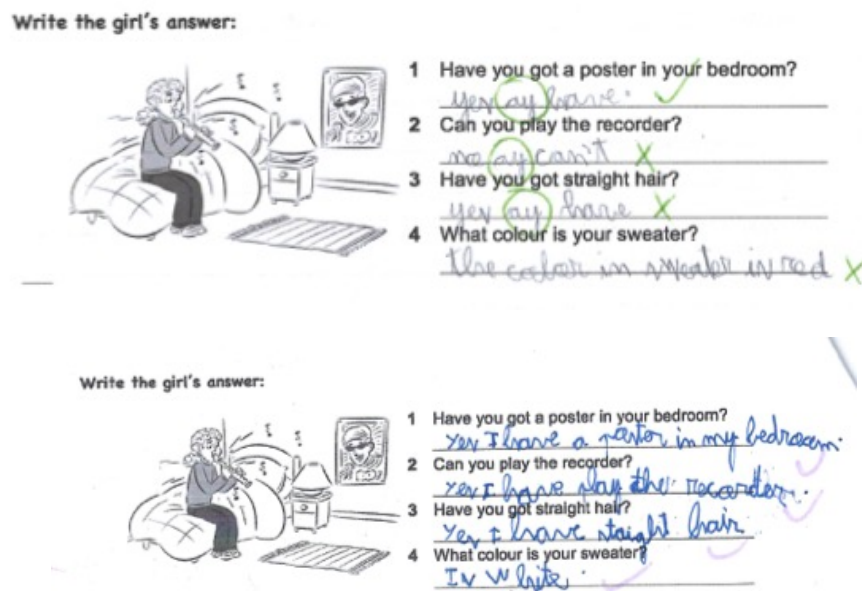 Write the girl's answer:
1 Have you got a poster in your bedroom?
yes ay have.
2 Can you play the recorder?
no ay can't
3 Have you got straight hair?
yes ay have
4 What colour is your sweater?
the color in sweater is red
Write the girl's answer:
1 Have you got a poster in your bedroom?
Yes I have a poster in my bedroom.
2 Can you play the recorder?
Yes I have play the recorder.
3 Have you got straight hair?
Yes I have staight hair
4 What colour is your sweater?
Is White.